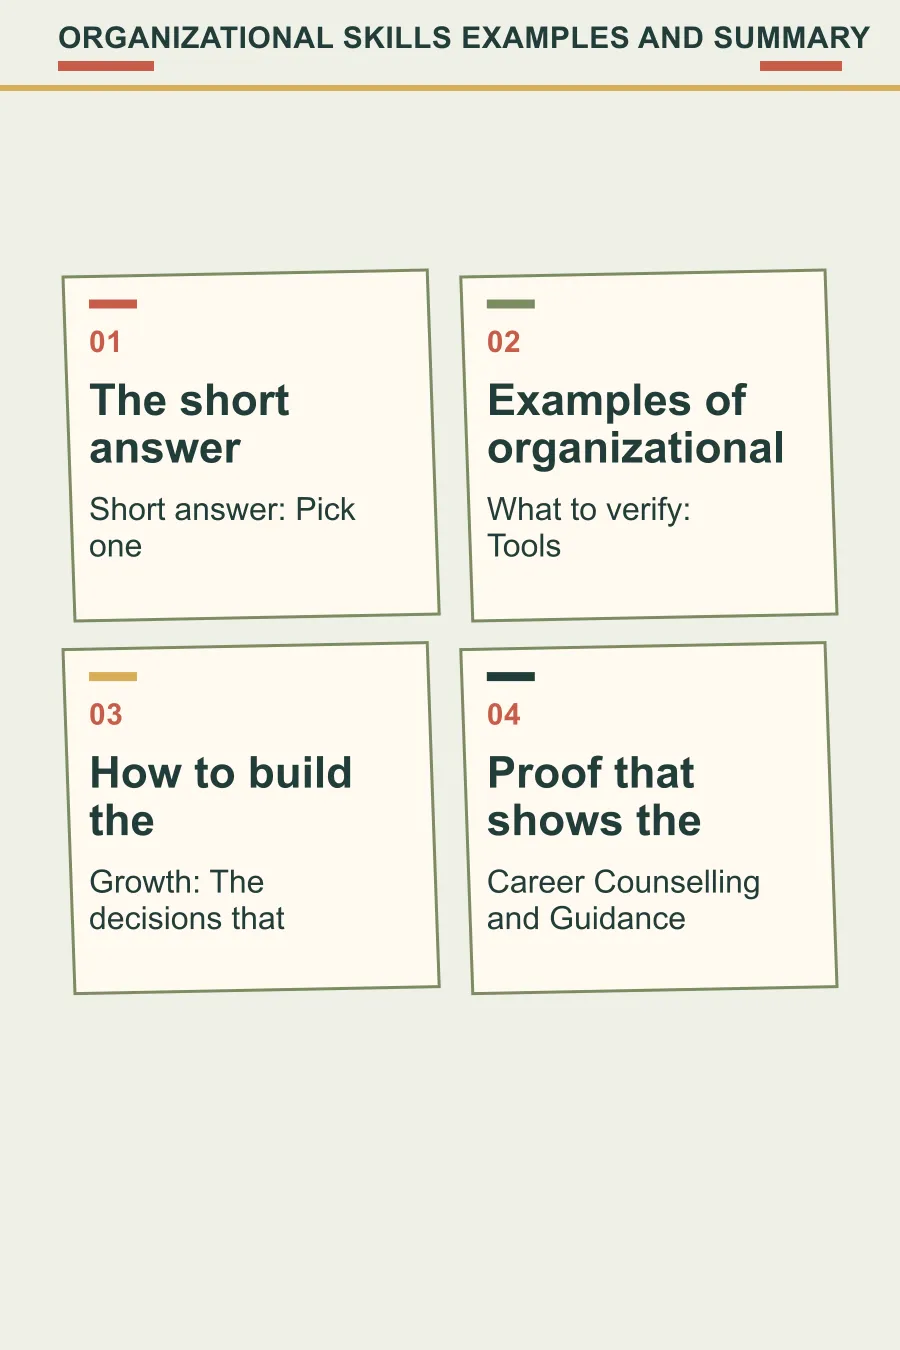 ORGANIZATIONAL SKILLS EXAMPLES AND SUMMARY
01
The short
answer
Short answer: Pick
one
02
Examples of
organizational
What to verify:
Tools
03
How to build
the
Growth: The
decisions that
04
Proof that
shows the
Career Counselling
and Guidance